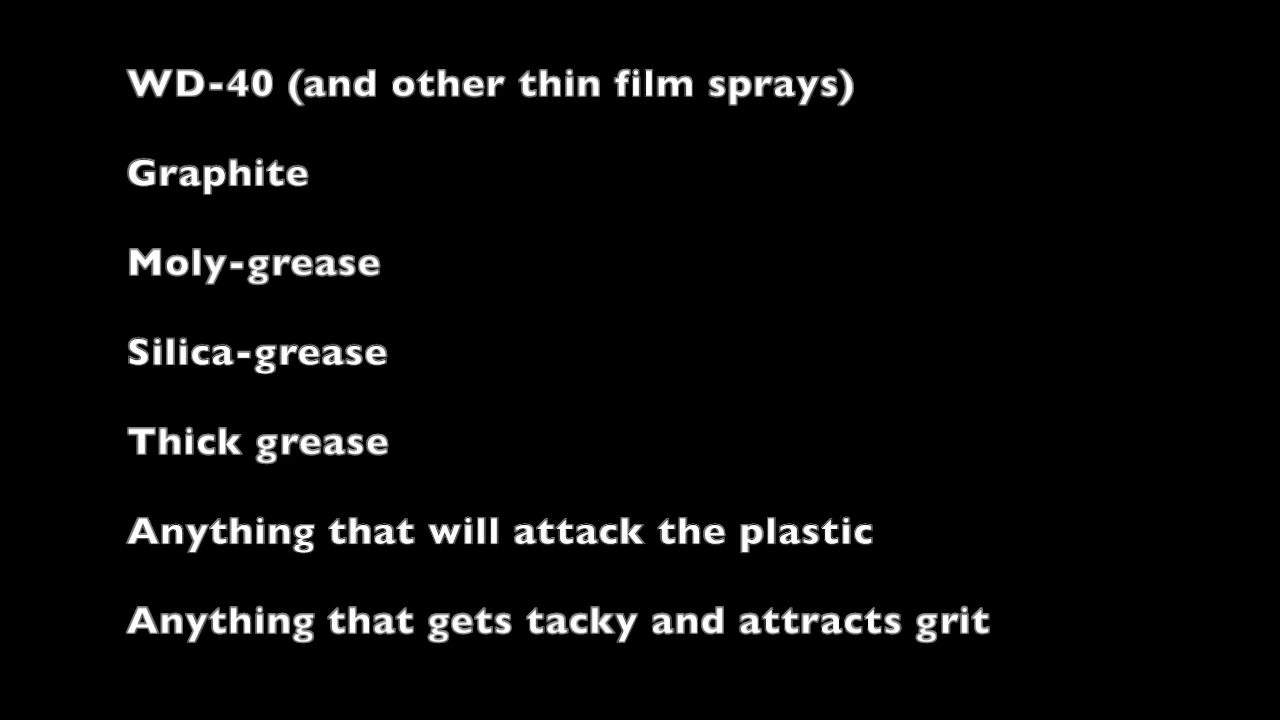 WD-40 (and other thin film sprays)
Graphite
Moly-grease
Silica-grease
Thick grease
Anything that will attack the plastic
Anything that gets tacky and attracts grit